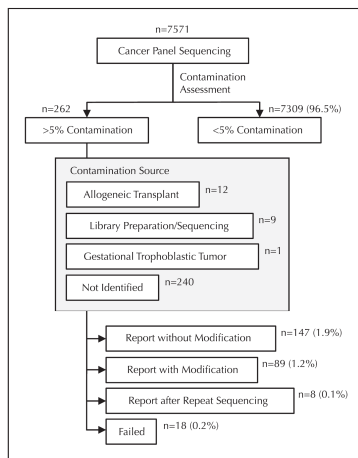 n=7571
Cancer Panel Sequencing
Contamination
Assessment
n=262
n=7309 (96.5%)
>5% Contamination
<5% Contamination
Contamination Source
Allogeneic Transplant
n=12
Library Preparation/Sequencing
n=9
Gestational Trophoblastic Tumor
n=1
Not Identified
n=240
Report without Modification
n=147 (1.9%)
Report with Modification
n=89 (1.2%)
Report after Repeat Sequencing
n=8 (0.1%)
Failed
n=18 (0.2%)